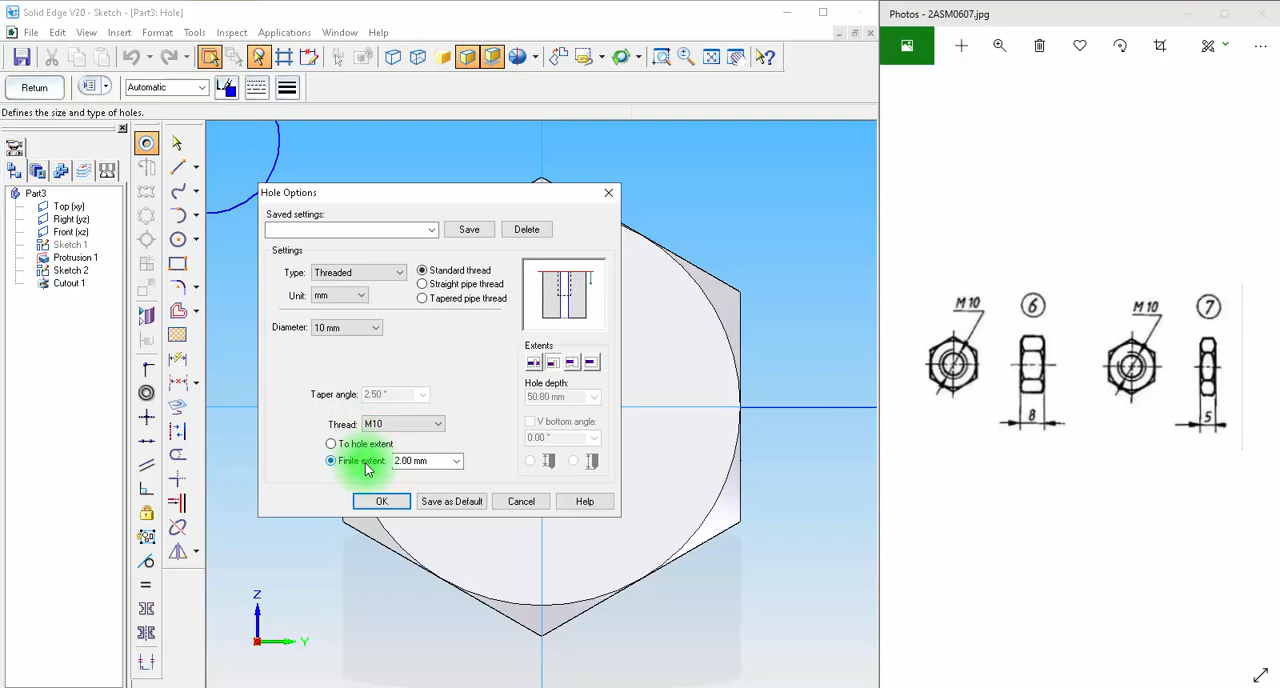 Solid Edge V20 - Sketch - [Part3: Hole]
Photos - 2ASM0607.jpg
File Edit View Insert Format Tools Inspect Applications Window Help
Return
Automatic
Defines the size and type of holes.
Part3
Top (xy)
Right (yz)
Front (xz)
Sketch 1
Protrusion 1
Sketch 2
Cutout 1
Hole Options
Saved settings:
Save
Delete
Settings
Type: Threaded
Standard thread
Straight pipe thread
Unit: mm
Tapered pipe thread
Diameter: 10 mm
Extents
Hole depth:
50.80 mm
Taper angle: 2.50 °
V bottom angle:
0.00 °
Thread: M10
To hole extent
Finite extent: 2.00 mm
OK
Save as Default
Cancel
Help
Z
Y
M10
6
M10
7
8
5